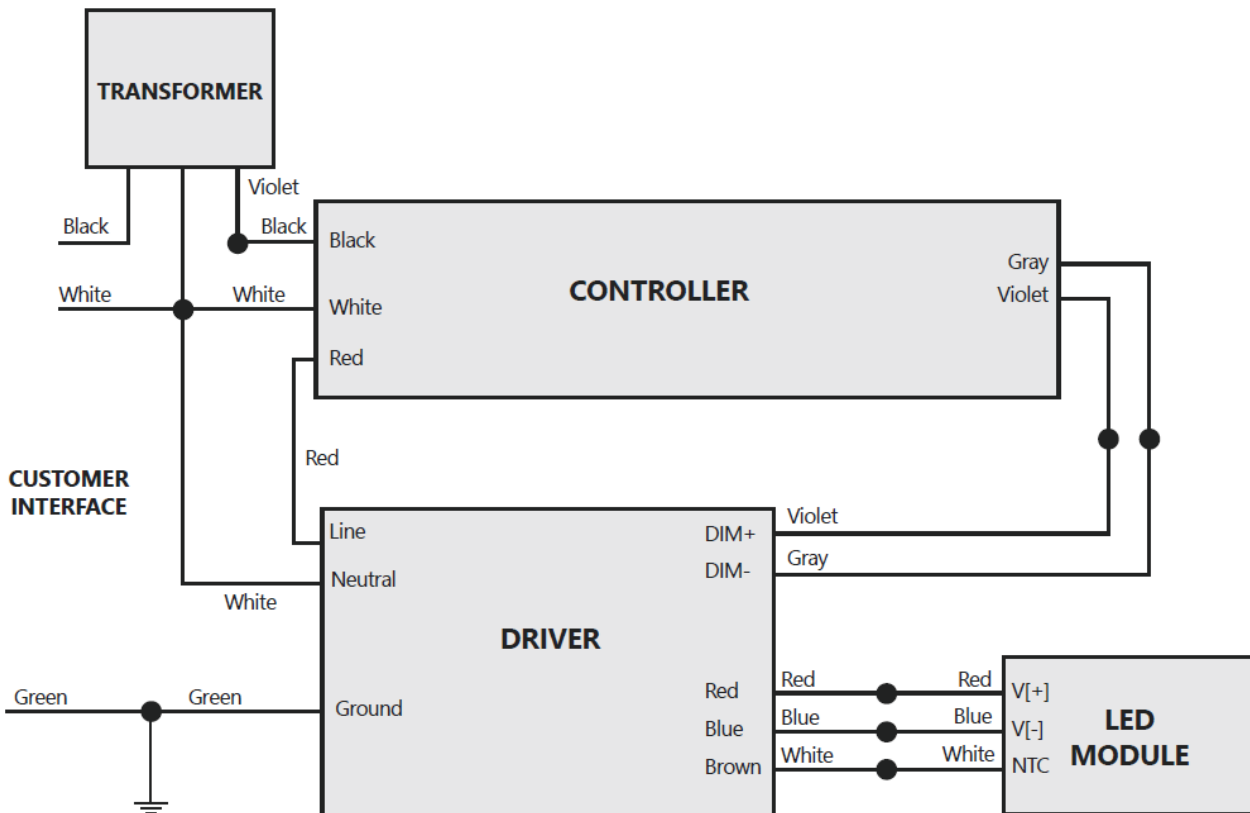 TRANSFORMER
Violet
Black
Black
Black
Gray
White
White
White
CONTROLLER
Violet
Red
Red
CUSTOMER
INTERFACE
Line
DIM+
Violet
Neutral
DIM-
Gray
White
DRIVER
Green
Green
Ground
Red
Red
Red
V[+]
Blue
Blue
Blue
V[-]
LED
MODULE
Brown
White
White
NTC